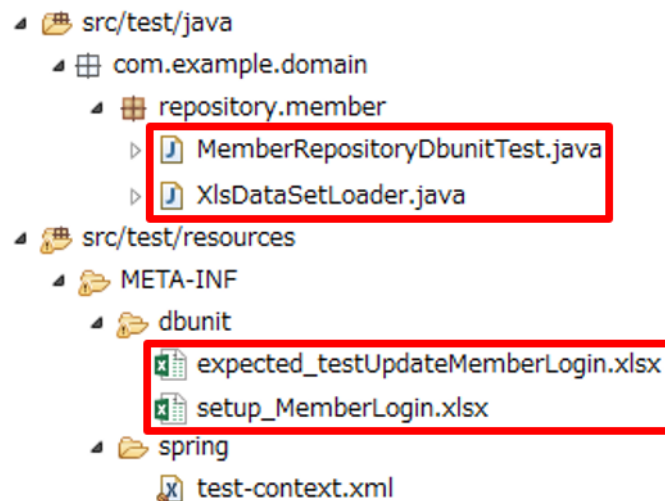 src/test/java
com.example.domain
repository.member
MemberRepositoryDbunitTest.java
XlsDataSetLoader.java
src/test/resources
META-INF
dbunit
expected_testUpdateMemberLogin.xlsx
setup_MemberLogin.xlsx
spring
test-context.xml